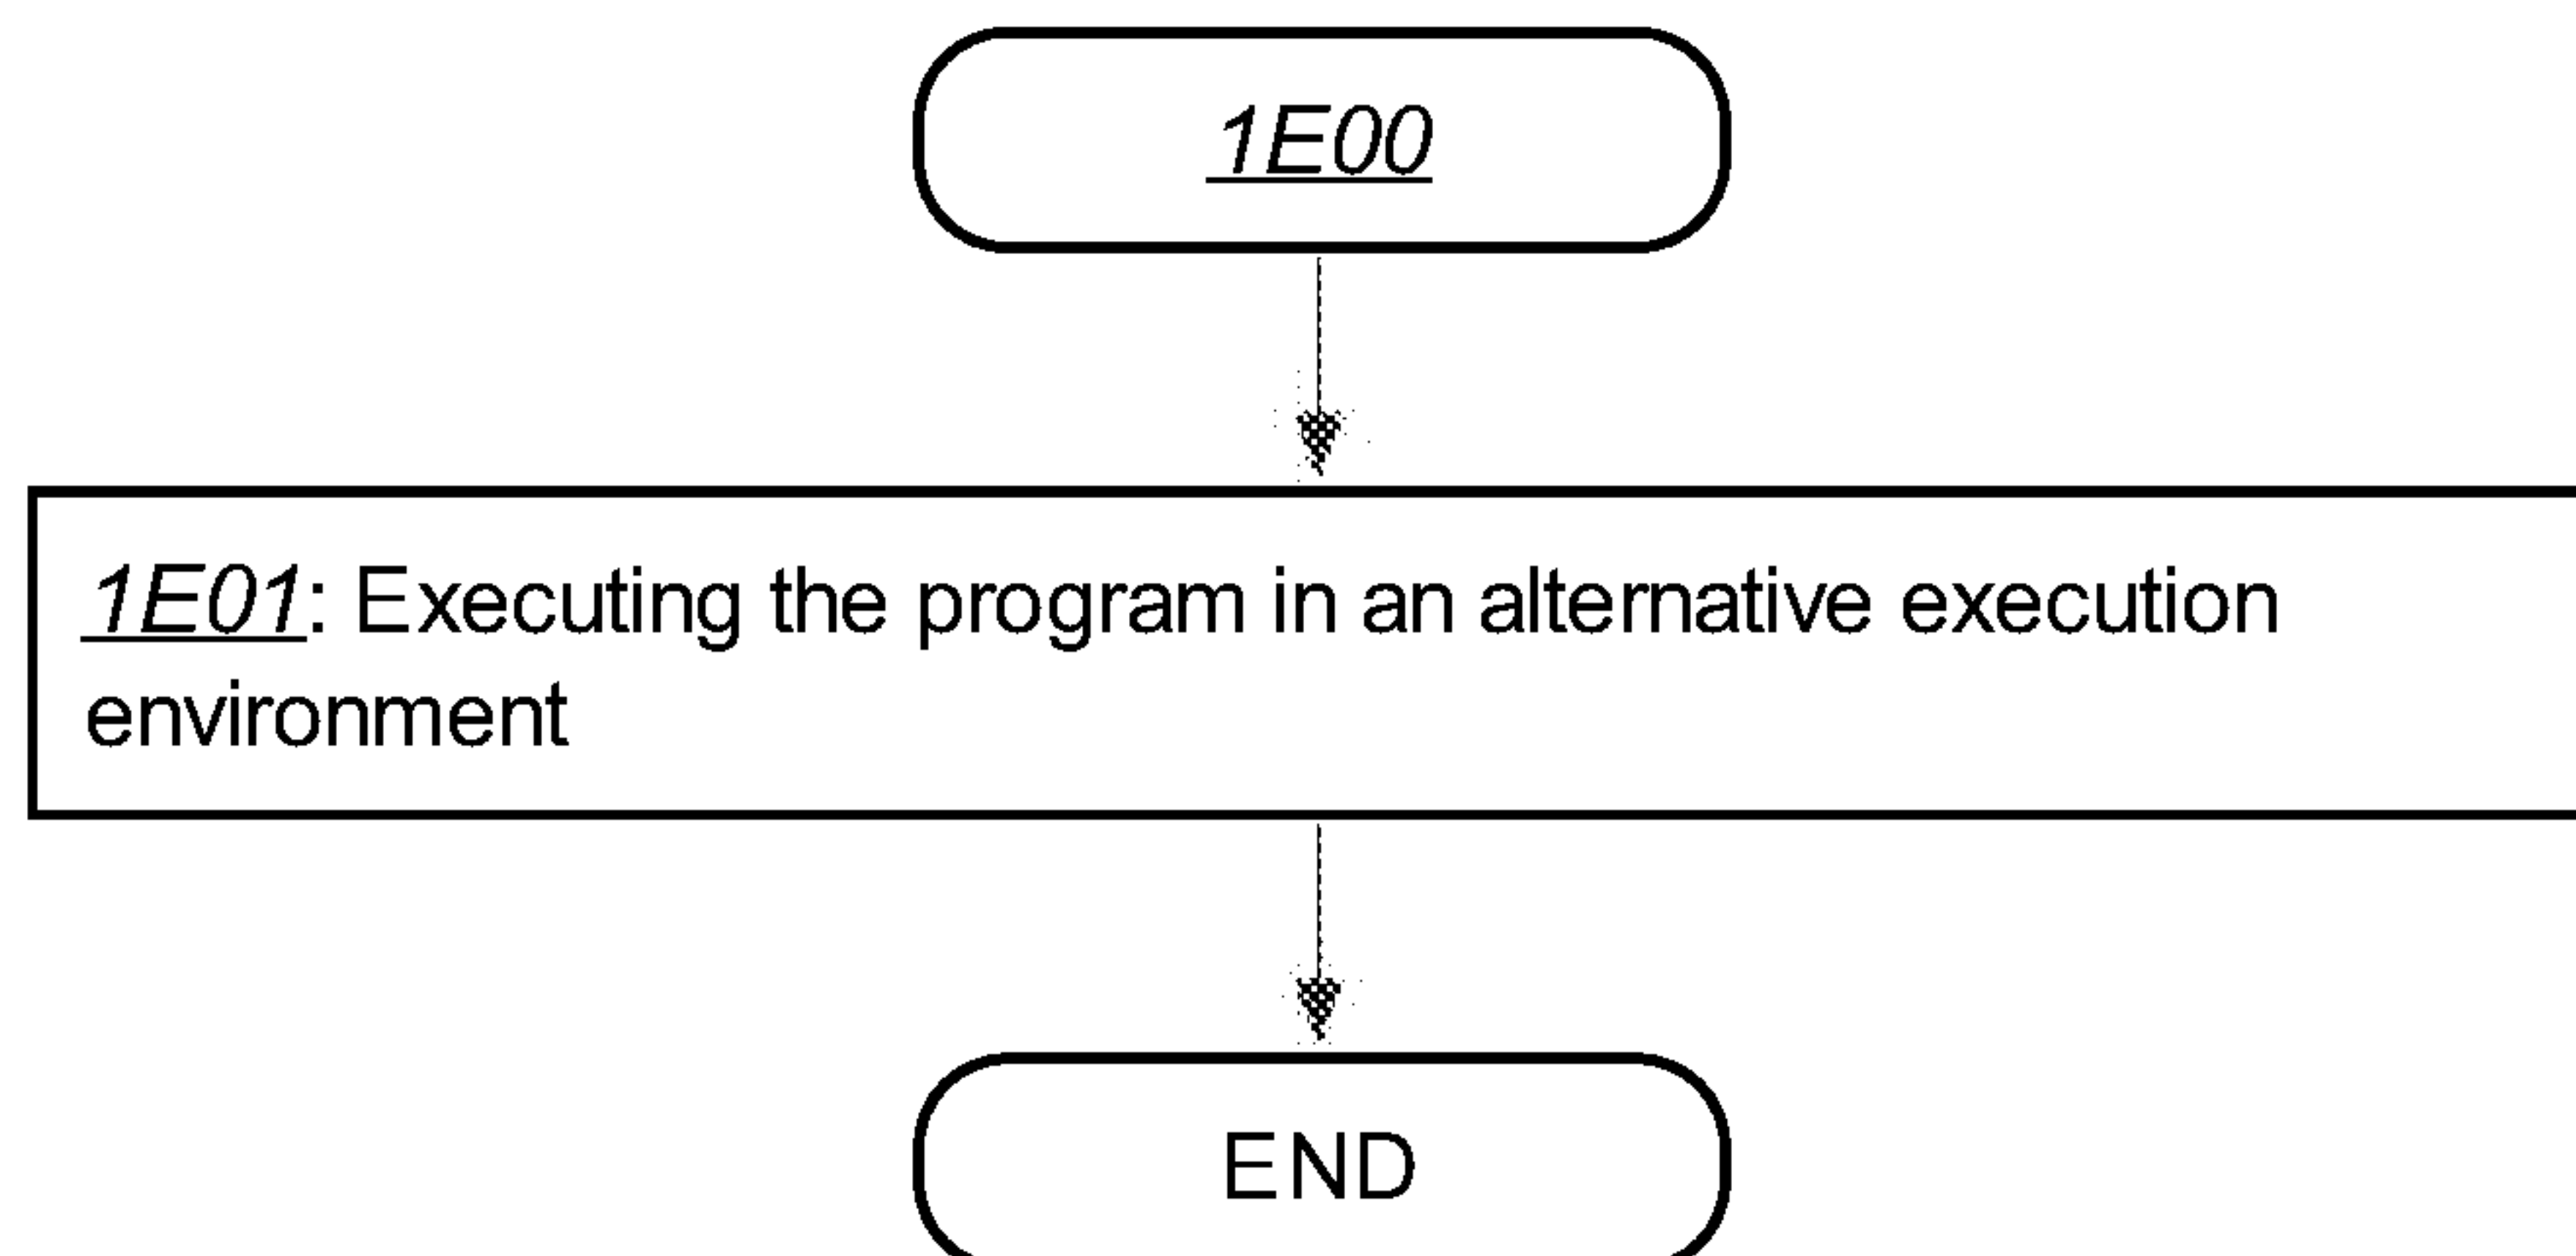 1E00
1E01: Executing the program in an alternative execution
environment
END